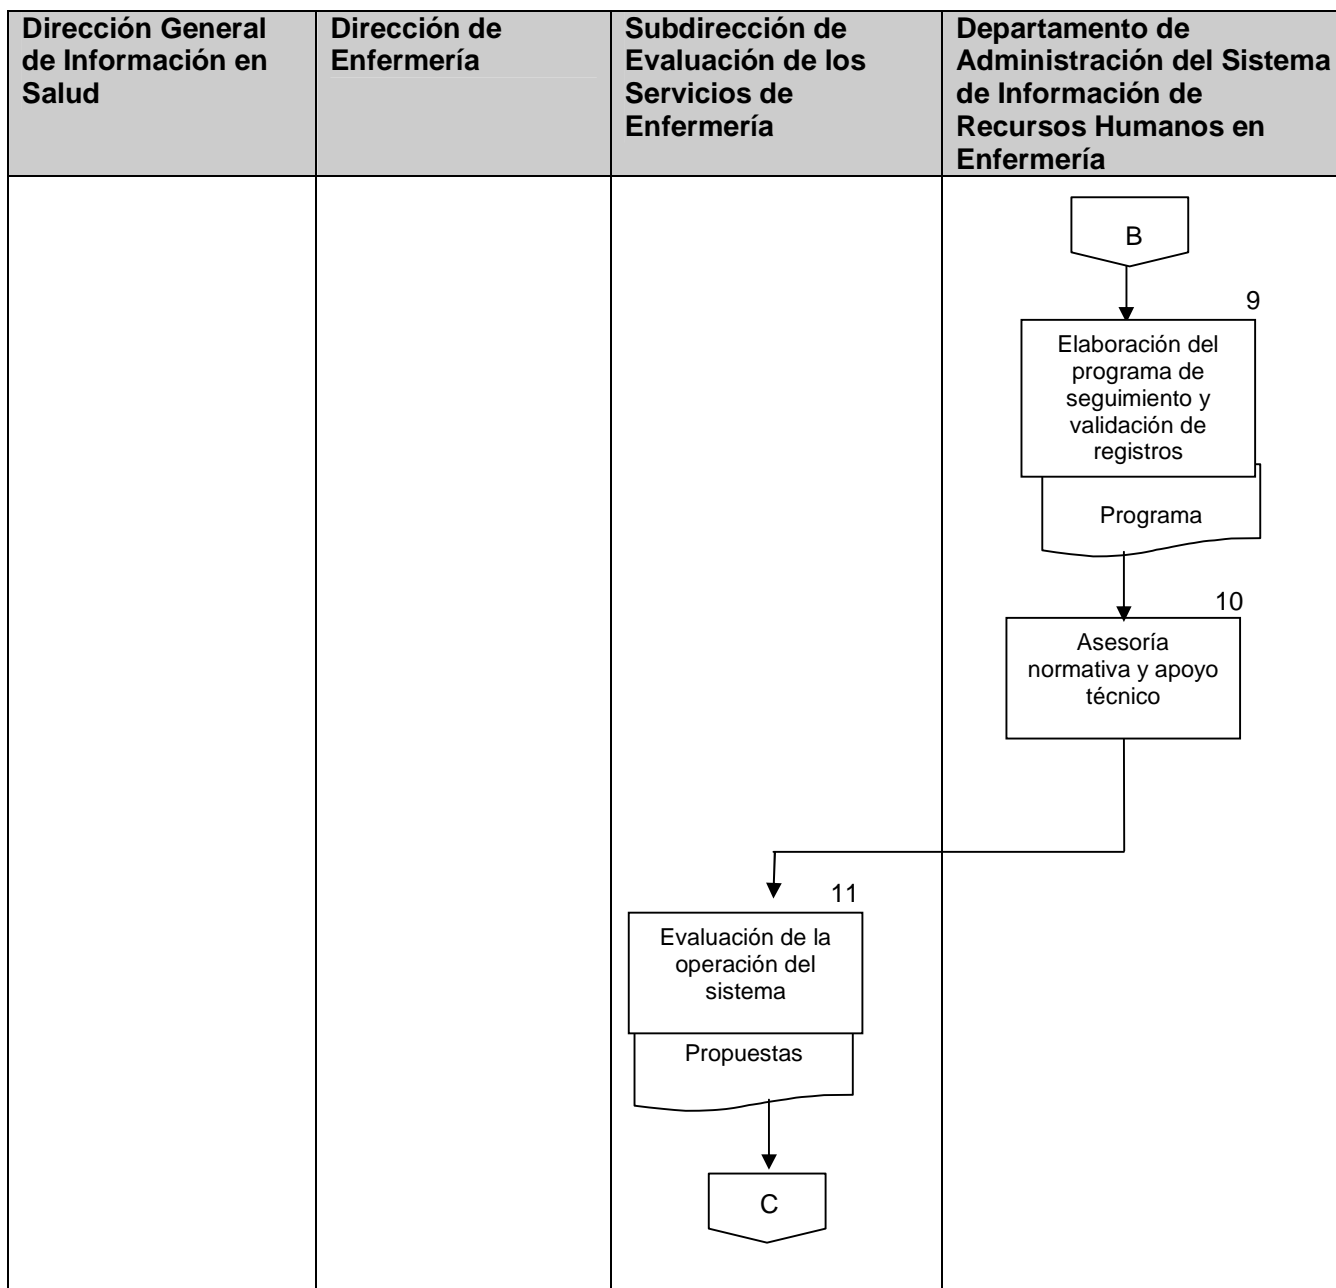 Dirección General
de Información en
Salud
Dirección de
Enfermería
Subdirección de
Evaluación de los
Servicios de
Enfermería
Departamento de
Administración del Sistema
de Información de
Recursos Humanos en
Enfermería
B
9
Elaboración del
programa de
seguimiento y
validación de
registros
Programa
10
Asesoría
normativa y apoyo
técnico
11
Evaluación de la
operación del
sistema
Propuestas
C